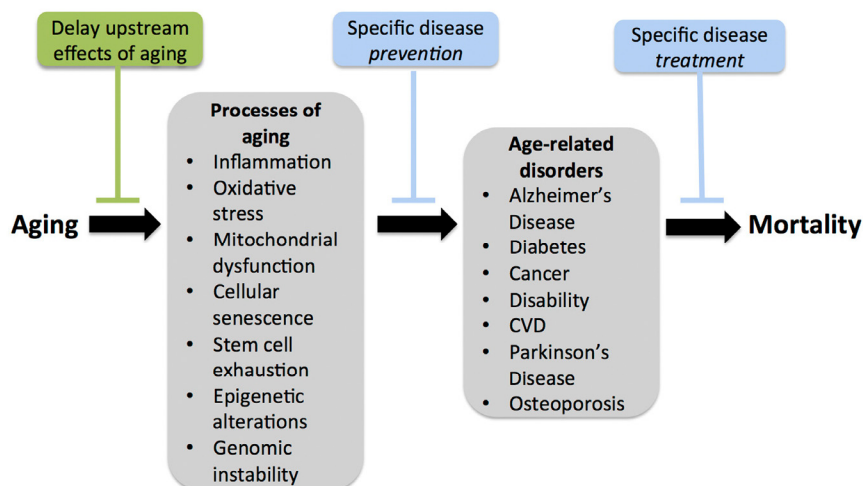 Delay upstream
effects of aging
Specific disease
prevention
Specific disease
treatment
Aging
Processes of
aging
• Inflammation
• Oxidative
stress
• Mitochondrial
dysfunction
• Cellular
senescence
• Stem cell
exhaustion
• Epigenetic
alterations
• Genomic
instability
Age-related
disorders
• Alzheimer's
Disease
• Diabetes
• Cancer
• Disability
• CVD
• Parkinson's
Disease
• Osteoporosis
Mortality